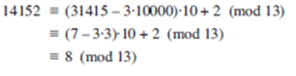 14152 ≡ (31415 – 3·10000)·10 + 2 (mod 13)
≡ (7 – 3·3)·10 + 2 (mod 13)
≡ 8 (mod 13)